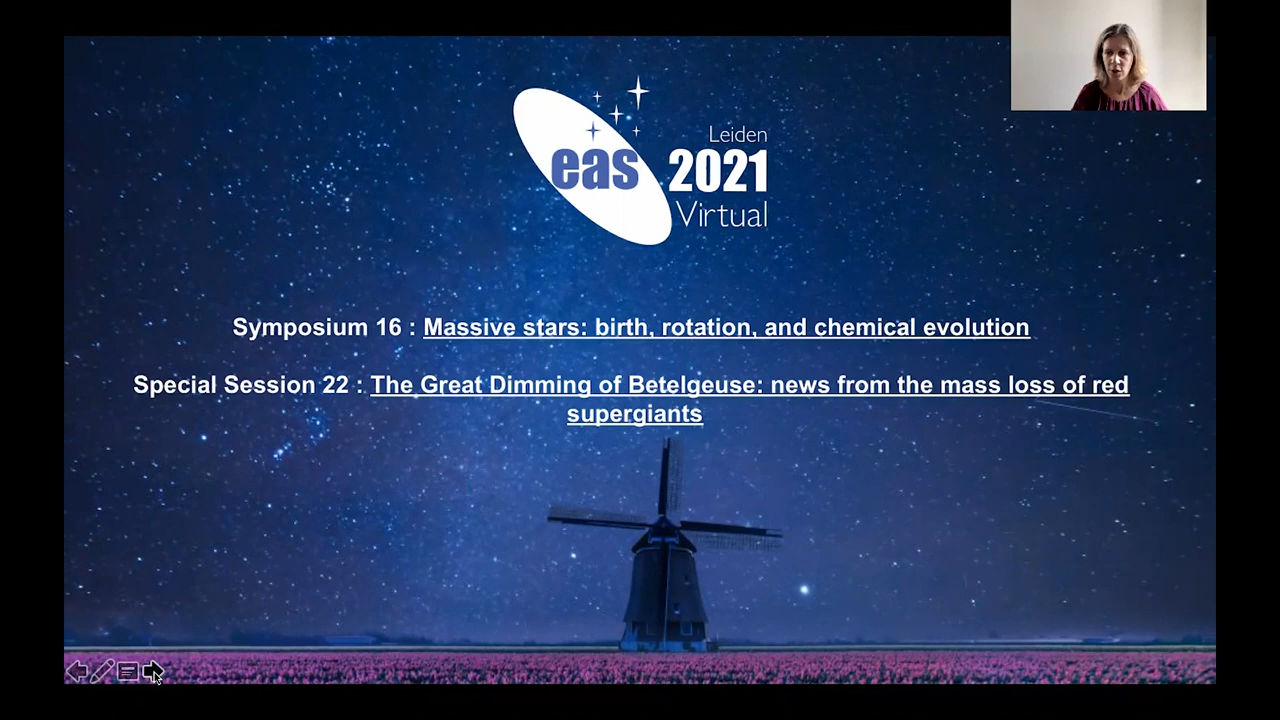 Leiden
eas 2021
Virtual
Symposium 16 : Massive stars: birth, rotation, and chemical evolution
Special Session 22 : The Great Dimming of Betelgeuse: news from the mass loss of red
supergiants